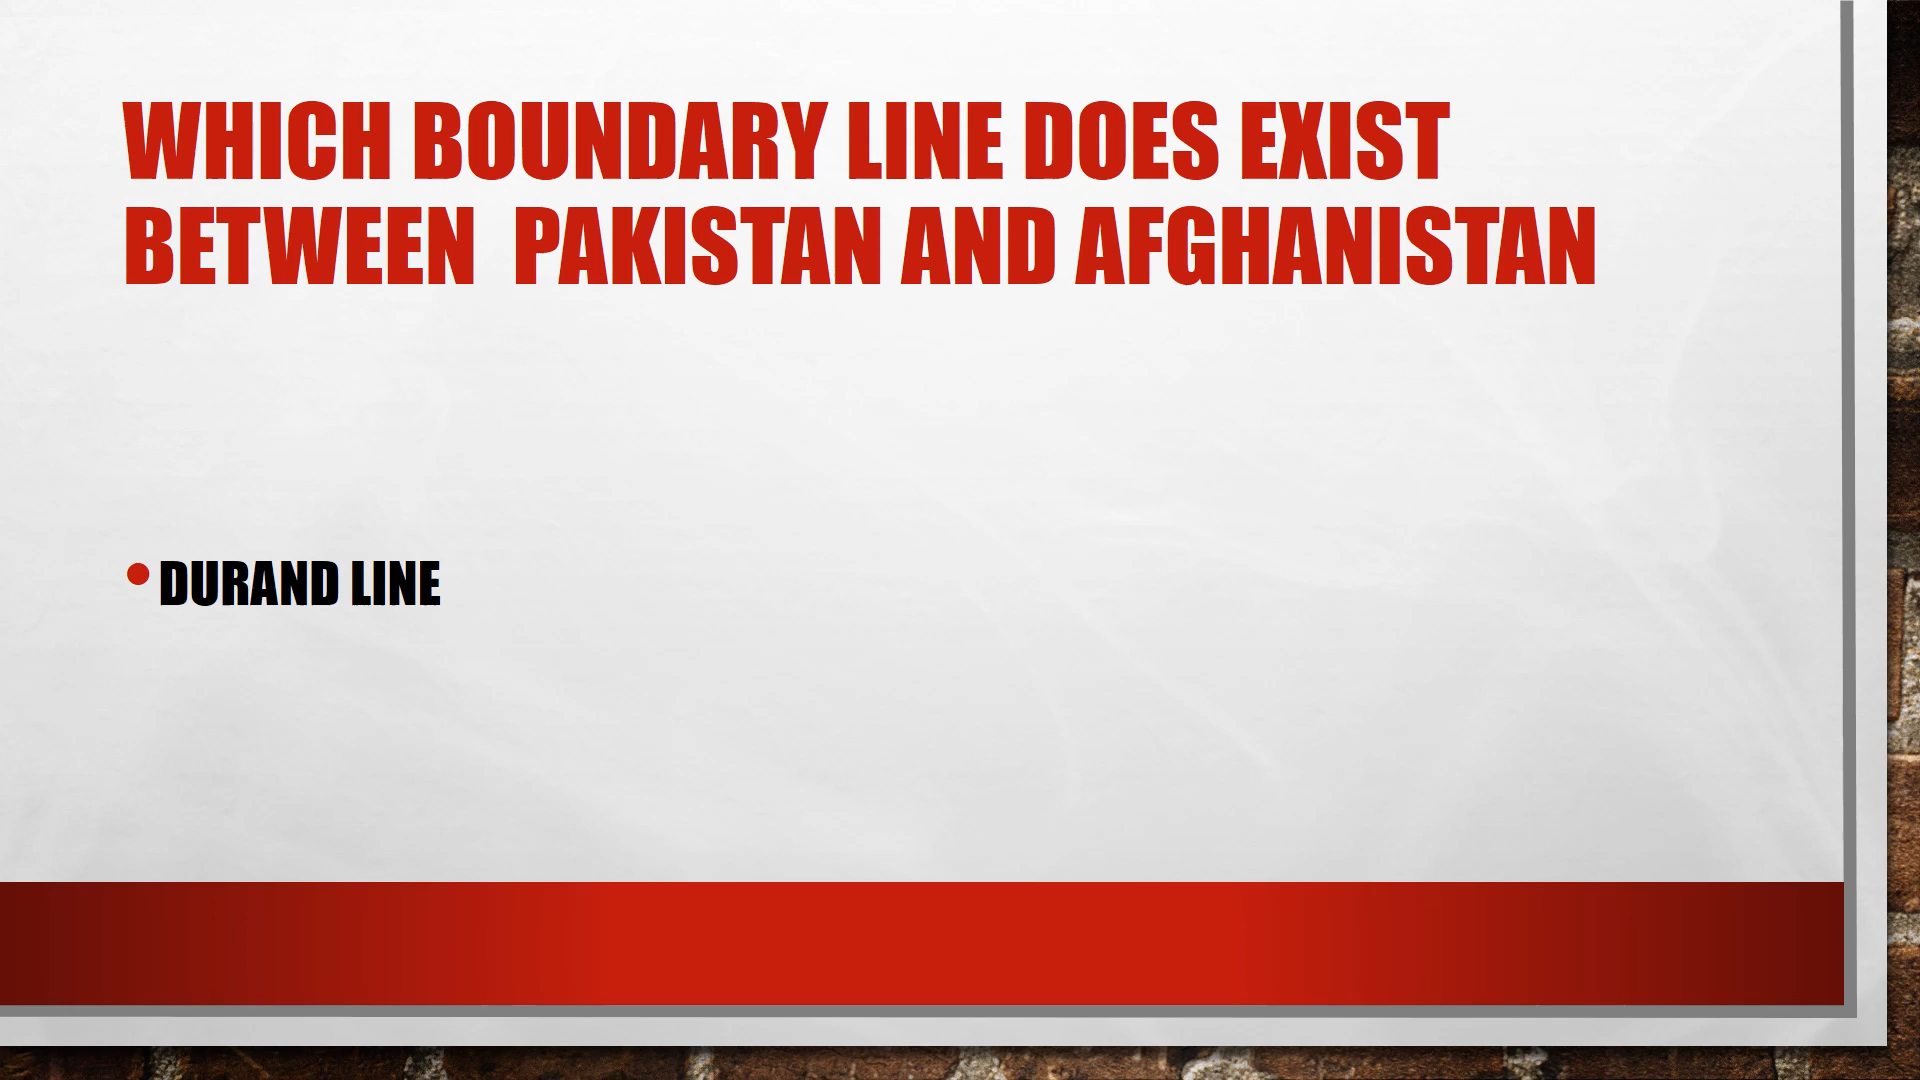 WHICH BOUNDARY LINE DOES EXIST
BETWEEN  PAKISTAN AND AFGHANISTAN
• DURAND LINE